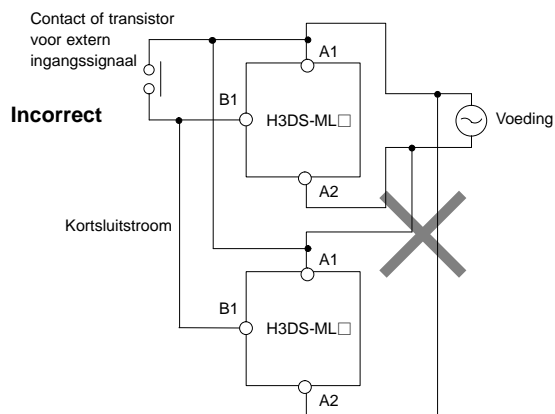 Contact of transistor
voor extern
ingangssignaal
A1
B1
Incorrect
H3DS-ML□
Voeding
A2
Kortsluitstroom
A1
B1
H3DS-ML□
A2